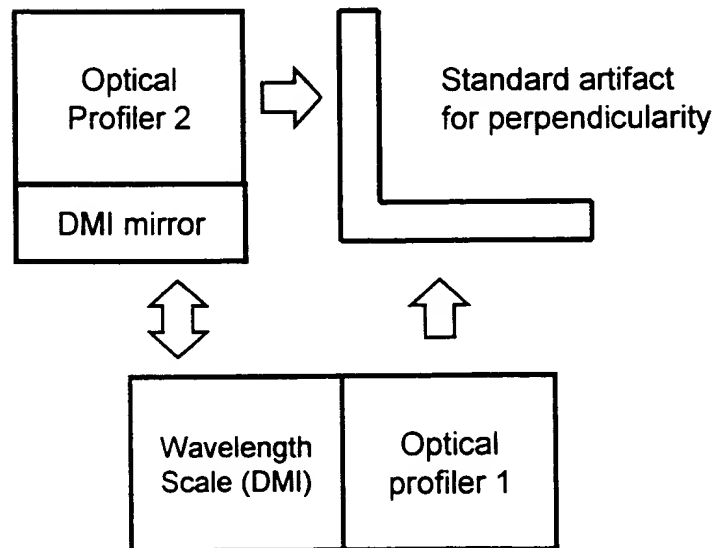 Optical
Profiler 2
Standard artifact
for perpendicularity
DMI mirror
Wavelength
Scale (DMI)
Optical
profiler 1